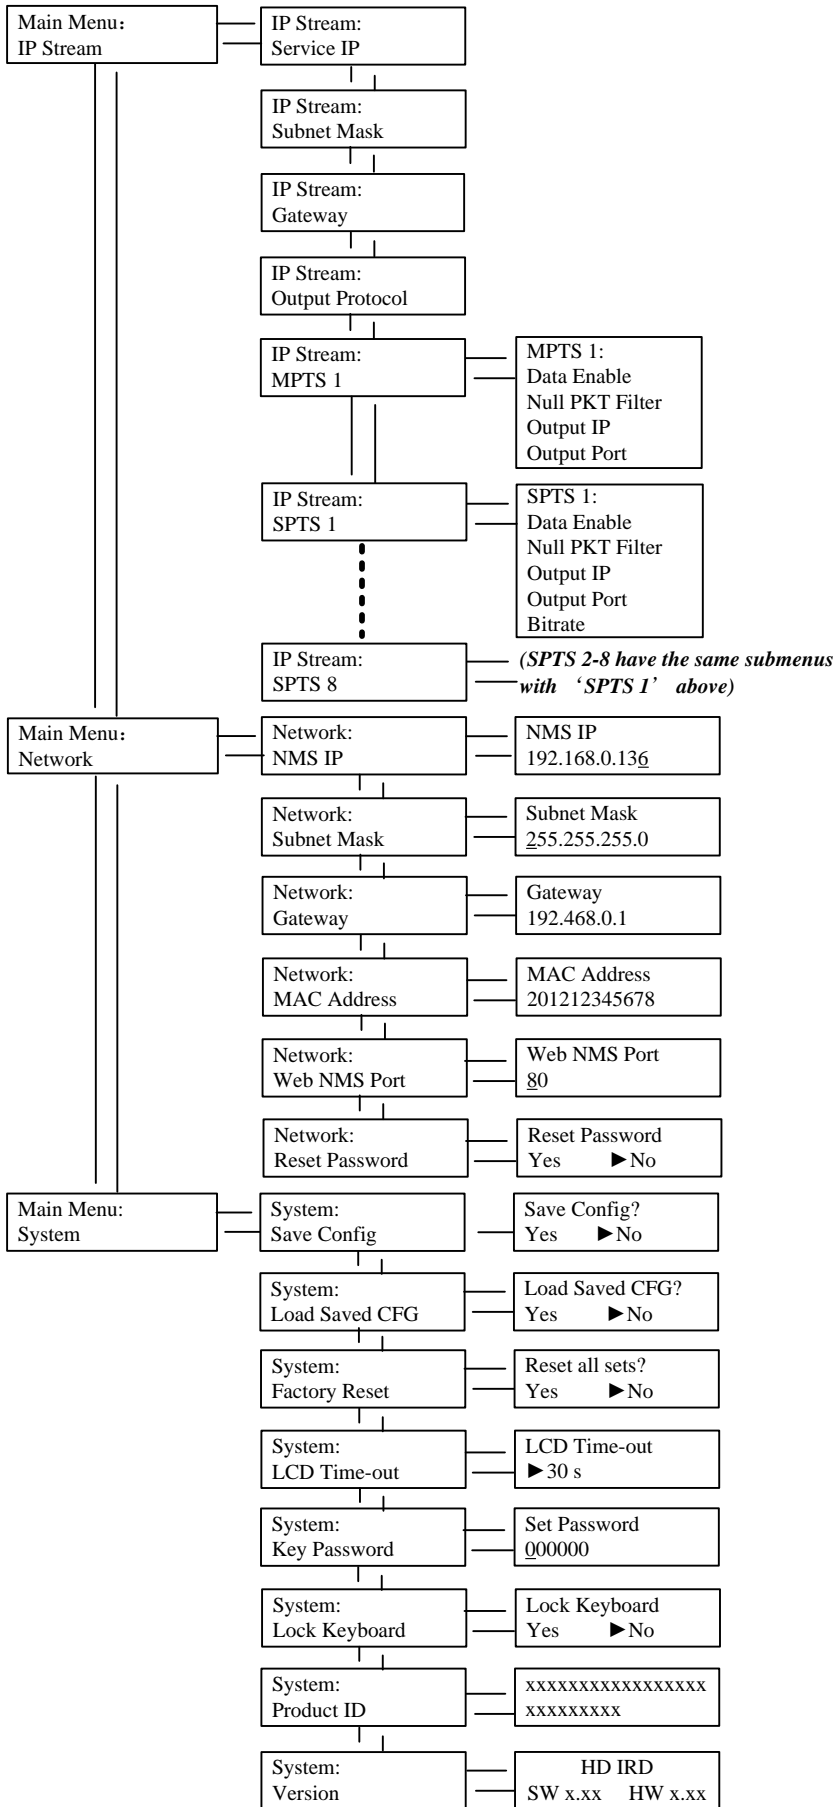 Main Menu：
IP Stream
IP Stream:
Service IP
IP Stream:
Subnet Mask
IP Stream:
Gateway
IP Stream:
Output Protocol
IP Stream:
MPTS 1
MPTS 1:
Data Enable
Null PKT Filter
Output IP
Output Port
IP Stream:
SPTS 1
SPTS 1:
Data Enable
Null PKT Filter
Output IP
Output Port
Bitrate
IP Stream:
SPTS 8
(SPTS 2-8 have the same submenus
with ‘SPTS 1’ above)
Main Menu：
Network
Network:
NMS IP
NMS IP
192.168.0.136
Network:
Subnet Mask
Subnet Mask
255.255.255.0
Network:
Gateway
Gateway
192.468.0.1
Network:
MAC Address
MAC Address
201212345678
Network:
Web NMS Port
Web NMS Port
80
Network:
Reset Password
Reset Password
Yes ►No
Main Menu:
System
System:
Save Config
Save Config?
Yes ►No
System:
Load Saved CFG
Load Saved CFG?
Yes ►No
System:
Factory Reset
Reset all sets?
Yes ►No
System:
LCD Time-out
LCD Time-out
►30 s
System:
Key Password
Set Password
000000
System:
Lock Keyboard
Lock Keyboard
Yes ►No
System:
Product ID
xxxxxxxxxxxxxxxxx
xxxxxxxxx
System:
Version
HD IRD
SW x.xx HW x.xx